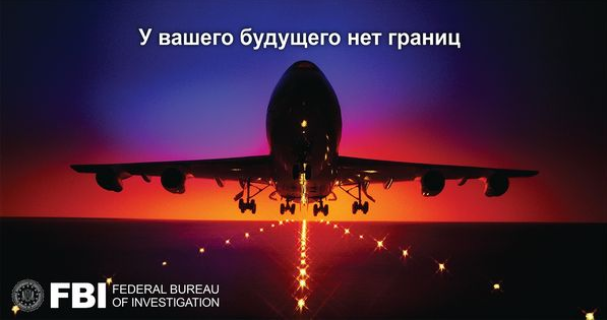 У вашего будущего нет границ
FBI
FEDERAL BUREAU
OF INVESTIGATION